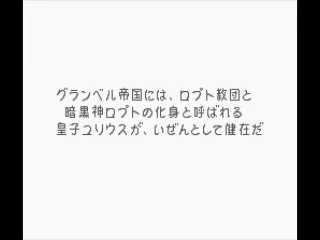 グランベル帝国には、ロプト教団と
暗黒神ロプトの化身と呼ばれる
皇子ユリウスが、いぜんとして健在だ